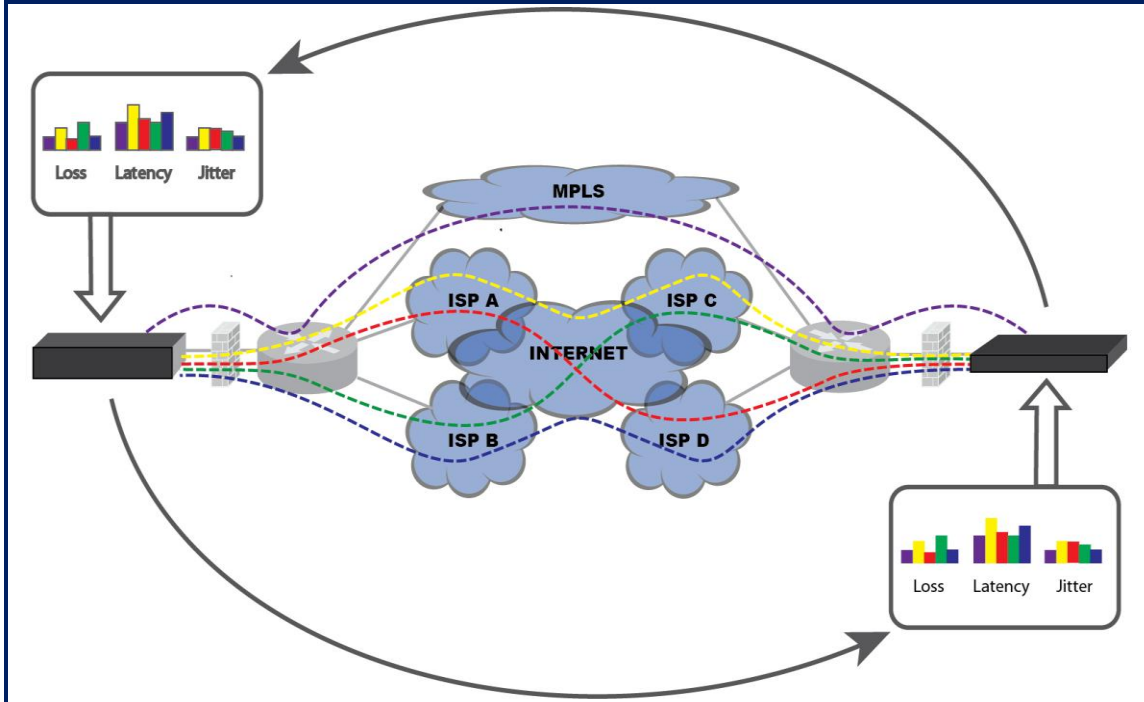 Loss Latency Jitter
MPLS
ISP A ISP C
INTERNET
ISP B ISP D
Loss Latency Jitter